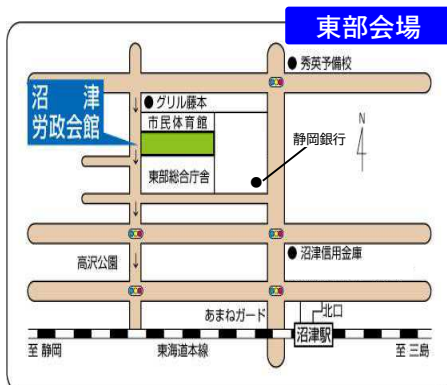 東部会場
秀英予備校
沼津
労政会館
グリル藤本
市民体育館
N
静岡銀行
東部総合庁舎
高沢公園
沼津信用金庫
あまねガード
北口
沼津駅
至 静岡
東海道本線
至 三島